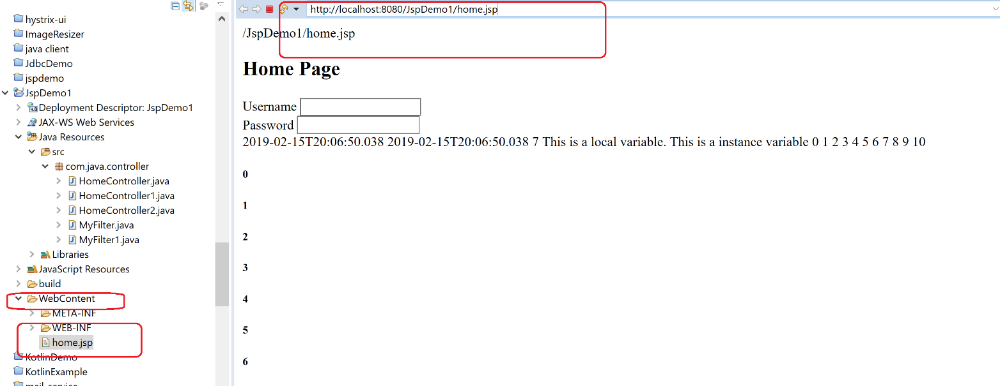 hystrix-ui
ImageResizer
java client
JdbcDemo
jspdemo
JspDemo1
Deployment Descriptor: JspDemo1
JAX-WS Web Services
Java Resources
src
com.java.controller
HomeController.java
HomeController1.java
HomeController2.java
MyFilter.java
MyFilter1.java
Libraries
JavaScript Resources
build
WebContent
META-INF
WEB-INF
home.jsp
KotlinDemo
KotlinExample
mail-service
http://localhost:8080/JspDemo1/home.jsp
/JspDemo1/home.jsp
Home Page
Username
Password
2019-02-15T20:06:50.038 2019-02-15T20:06:50.038 7 This is a local variable. This is a instance variable 0 1 2 3 4 5 6 7 8 9 10
0
1
2
3
4
5
6